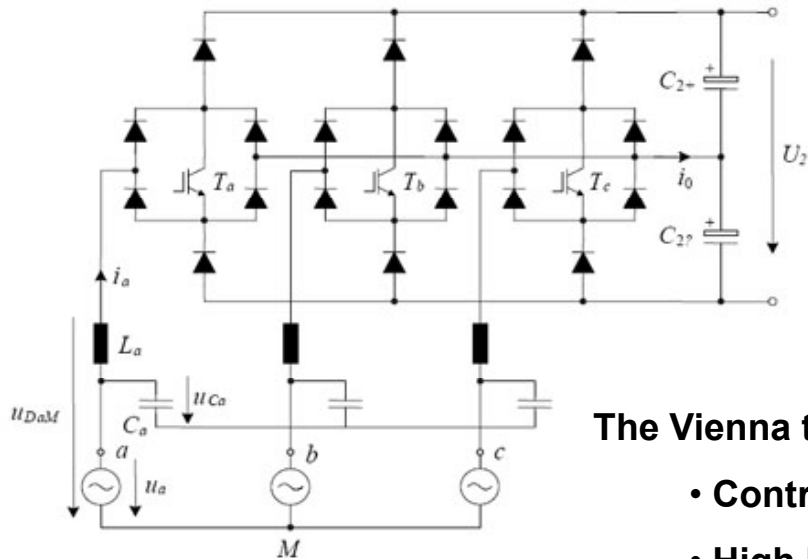 C2+
U2
Ta
Tb
Tc
i0
C2?
ia
La
uDaM
uCa
Ca
a
b
c
ua
M
The Vienna t
• Contr
• High